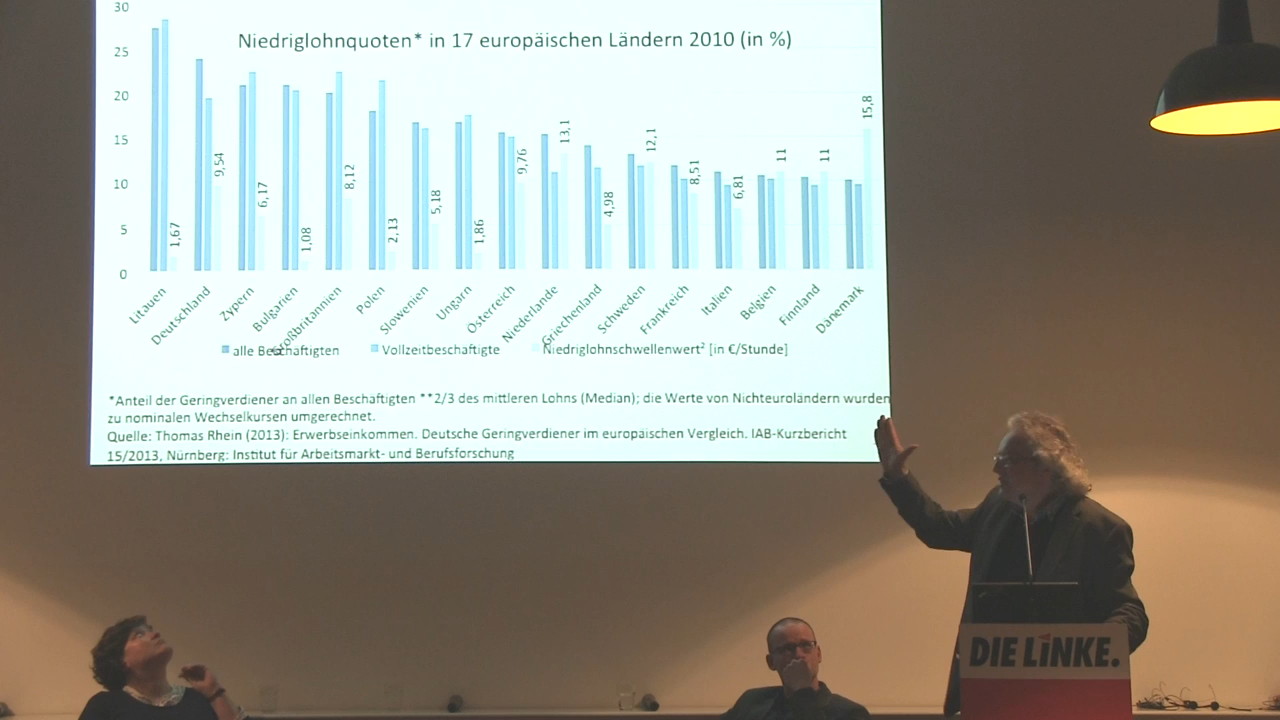 30
Niedriglohnquoten* in 17 europäischen Ländern 2010 (in %)
25
20
15
10
5
0
1,67
9,54
6,17
1,08
8,12
2,13
5,18
1,86
9,76
13,1
4,98
12,1
8,51
6,81
11
11
15,8
Litauen
Deutschland
Zypern
Bulgarien
Großbritannien
Polen
Slowenien
Ungarn
Österreich
Niederlande
Griechenland
Schweden
Frankreich
Italien
Belgien
Finnland
Dänemark
alle Beschäftigten
Vollzeitbeschäftigte
Niedriglohnschwellenwert² [in €/Stunde]
*Anteil der Geringverdiener an allen Beschäftigten **2/3 des mittleren Lohns (Median); die Werte von Nichteuroländern wurden
zu nominalen Wechselkursen umgerechnet.
Quelle: Thomas Rhein (2013): Erwerbseinkommen. Deutsche Geringverdiener im europäischen Vergleich. IAB-Kurzbericht
15/2013, Nürnberg: Institut für Arbeitsmarkt- und Berufsforschung
DIE LINKE.